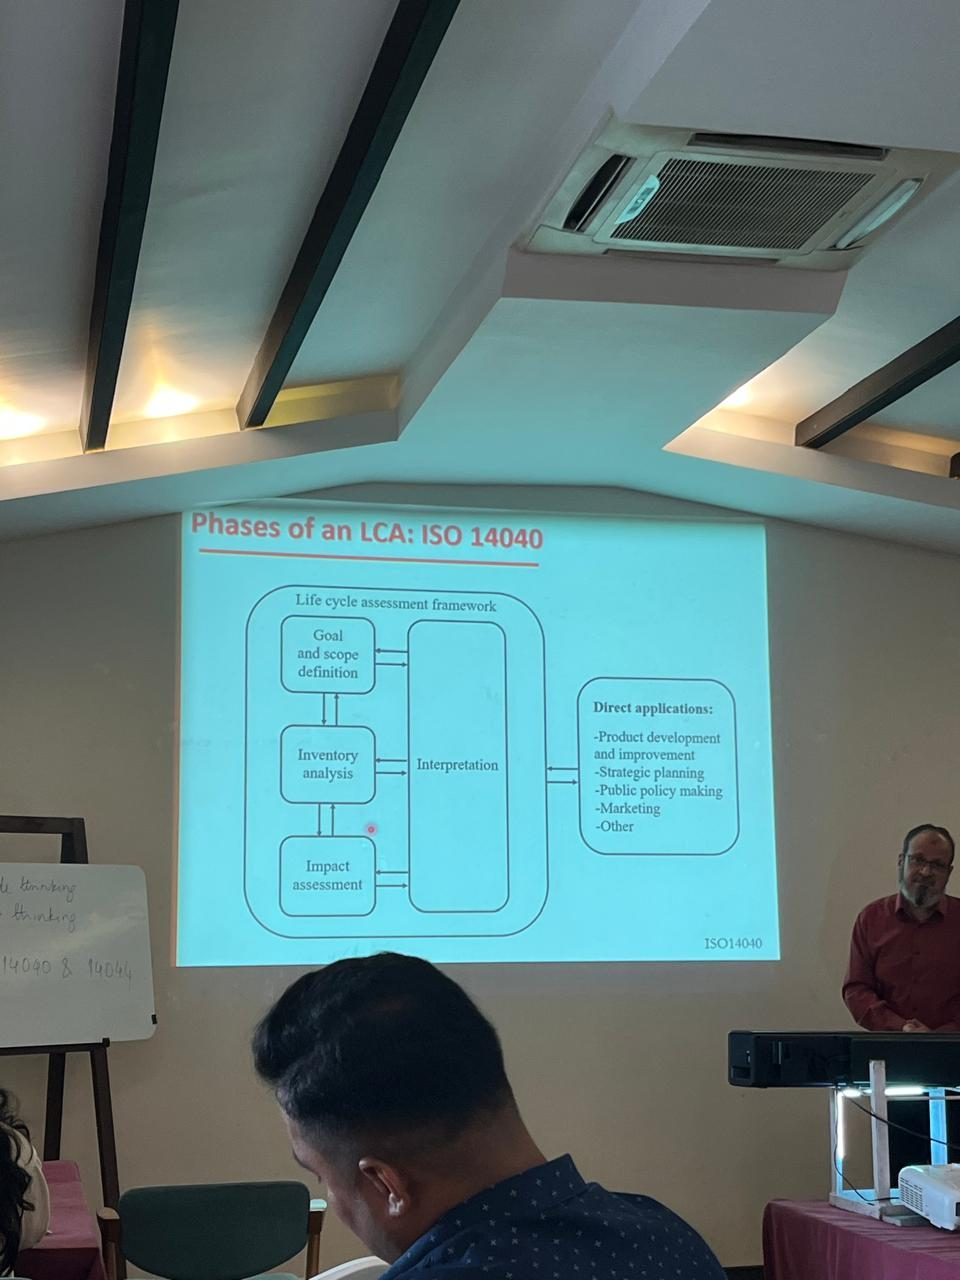 Phases of an LCA: ISO 14040
Life cycle assessment framework
Goal
and scope
definition
Inventory
analysis
Impact
assessment
Interpretation
Direct applications:
-Product development
and improvement
-Strategic planning
-Public policy making
-Marketing
-Other
ISO14040
thinking
thinking
14040 & 14044